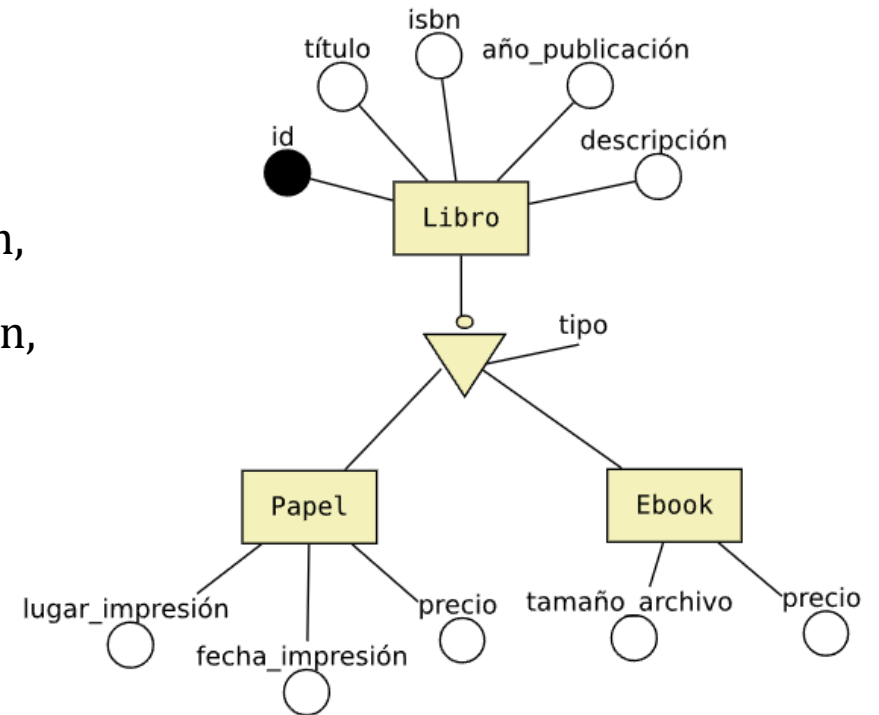 isbn
título
año_publicación
id
descripción
n,
Libro
n,
tipo
Papel
Ebook
lugar_impresión
precio
tamaño_archivo
precio
fecha_impresión